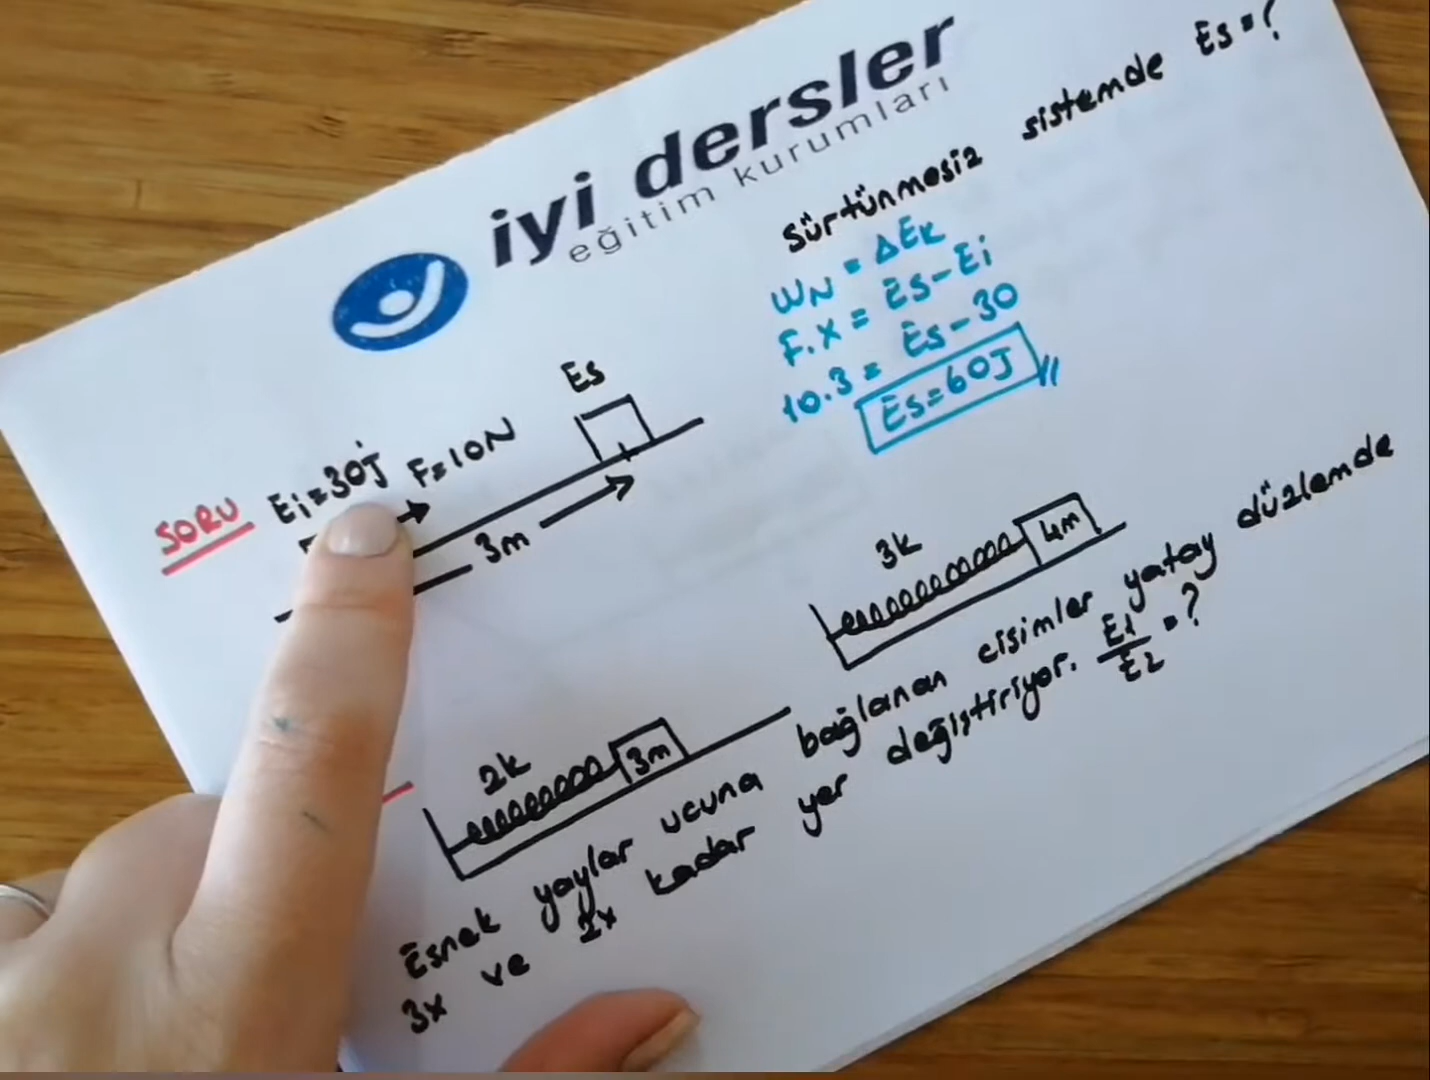 iyi dersler
eğitim kurumları
Sürtünmesiz sistemde Es=?
WN = ΔEK
F.X = Es-Ei
10.3 = Es-30
Es=60J
SORU
Ei=30J F=10N
Es
3m
2k
3m
3k
4m
Esnek yaylar ucuna bağlanan cisimler yatay düzlemde
3x ve 2x kadar yer değiştiriyor. E1/E2 = ?